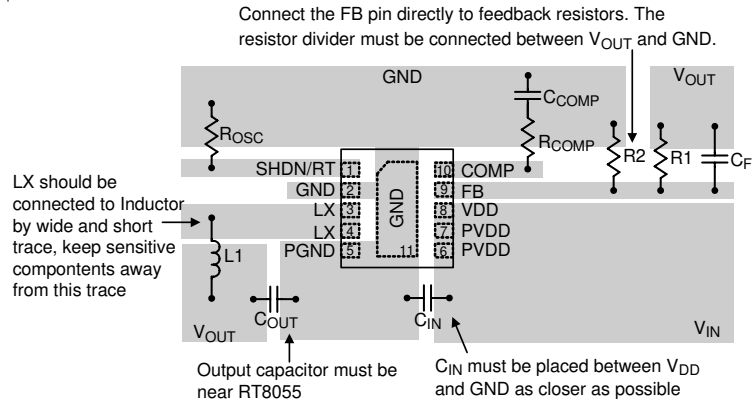 Connect the FB pin directly to feedback resistors. The
resistor divider must be connected between VOUT and GND.
GND
VOUT
CCOMP
ROSC
RCOMP
R2
R1
CF
SHDN/RT 1
10 COMP
GND 2
9 FB
LX 3
8 VDD
LX 4
7 PVDD
PGND 5
6 PVDD
GND
11
LX should be
connected to Inductor
by wide and short
trace, keep sensitive
compontents away
from this trace
L1
VOUT
COUT
CIN
VIN
Output capacitor must be
near RT8055
CIN must be placed between VDD
and GND as closer as possible